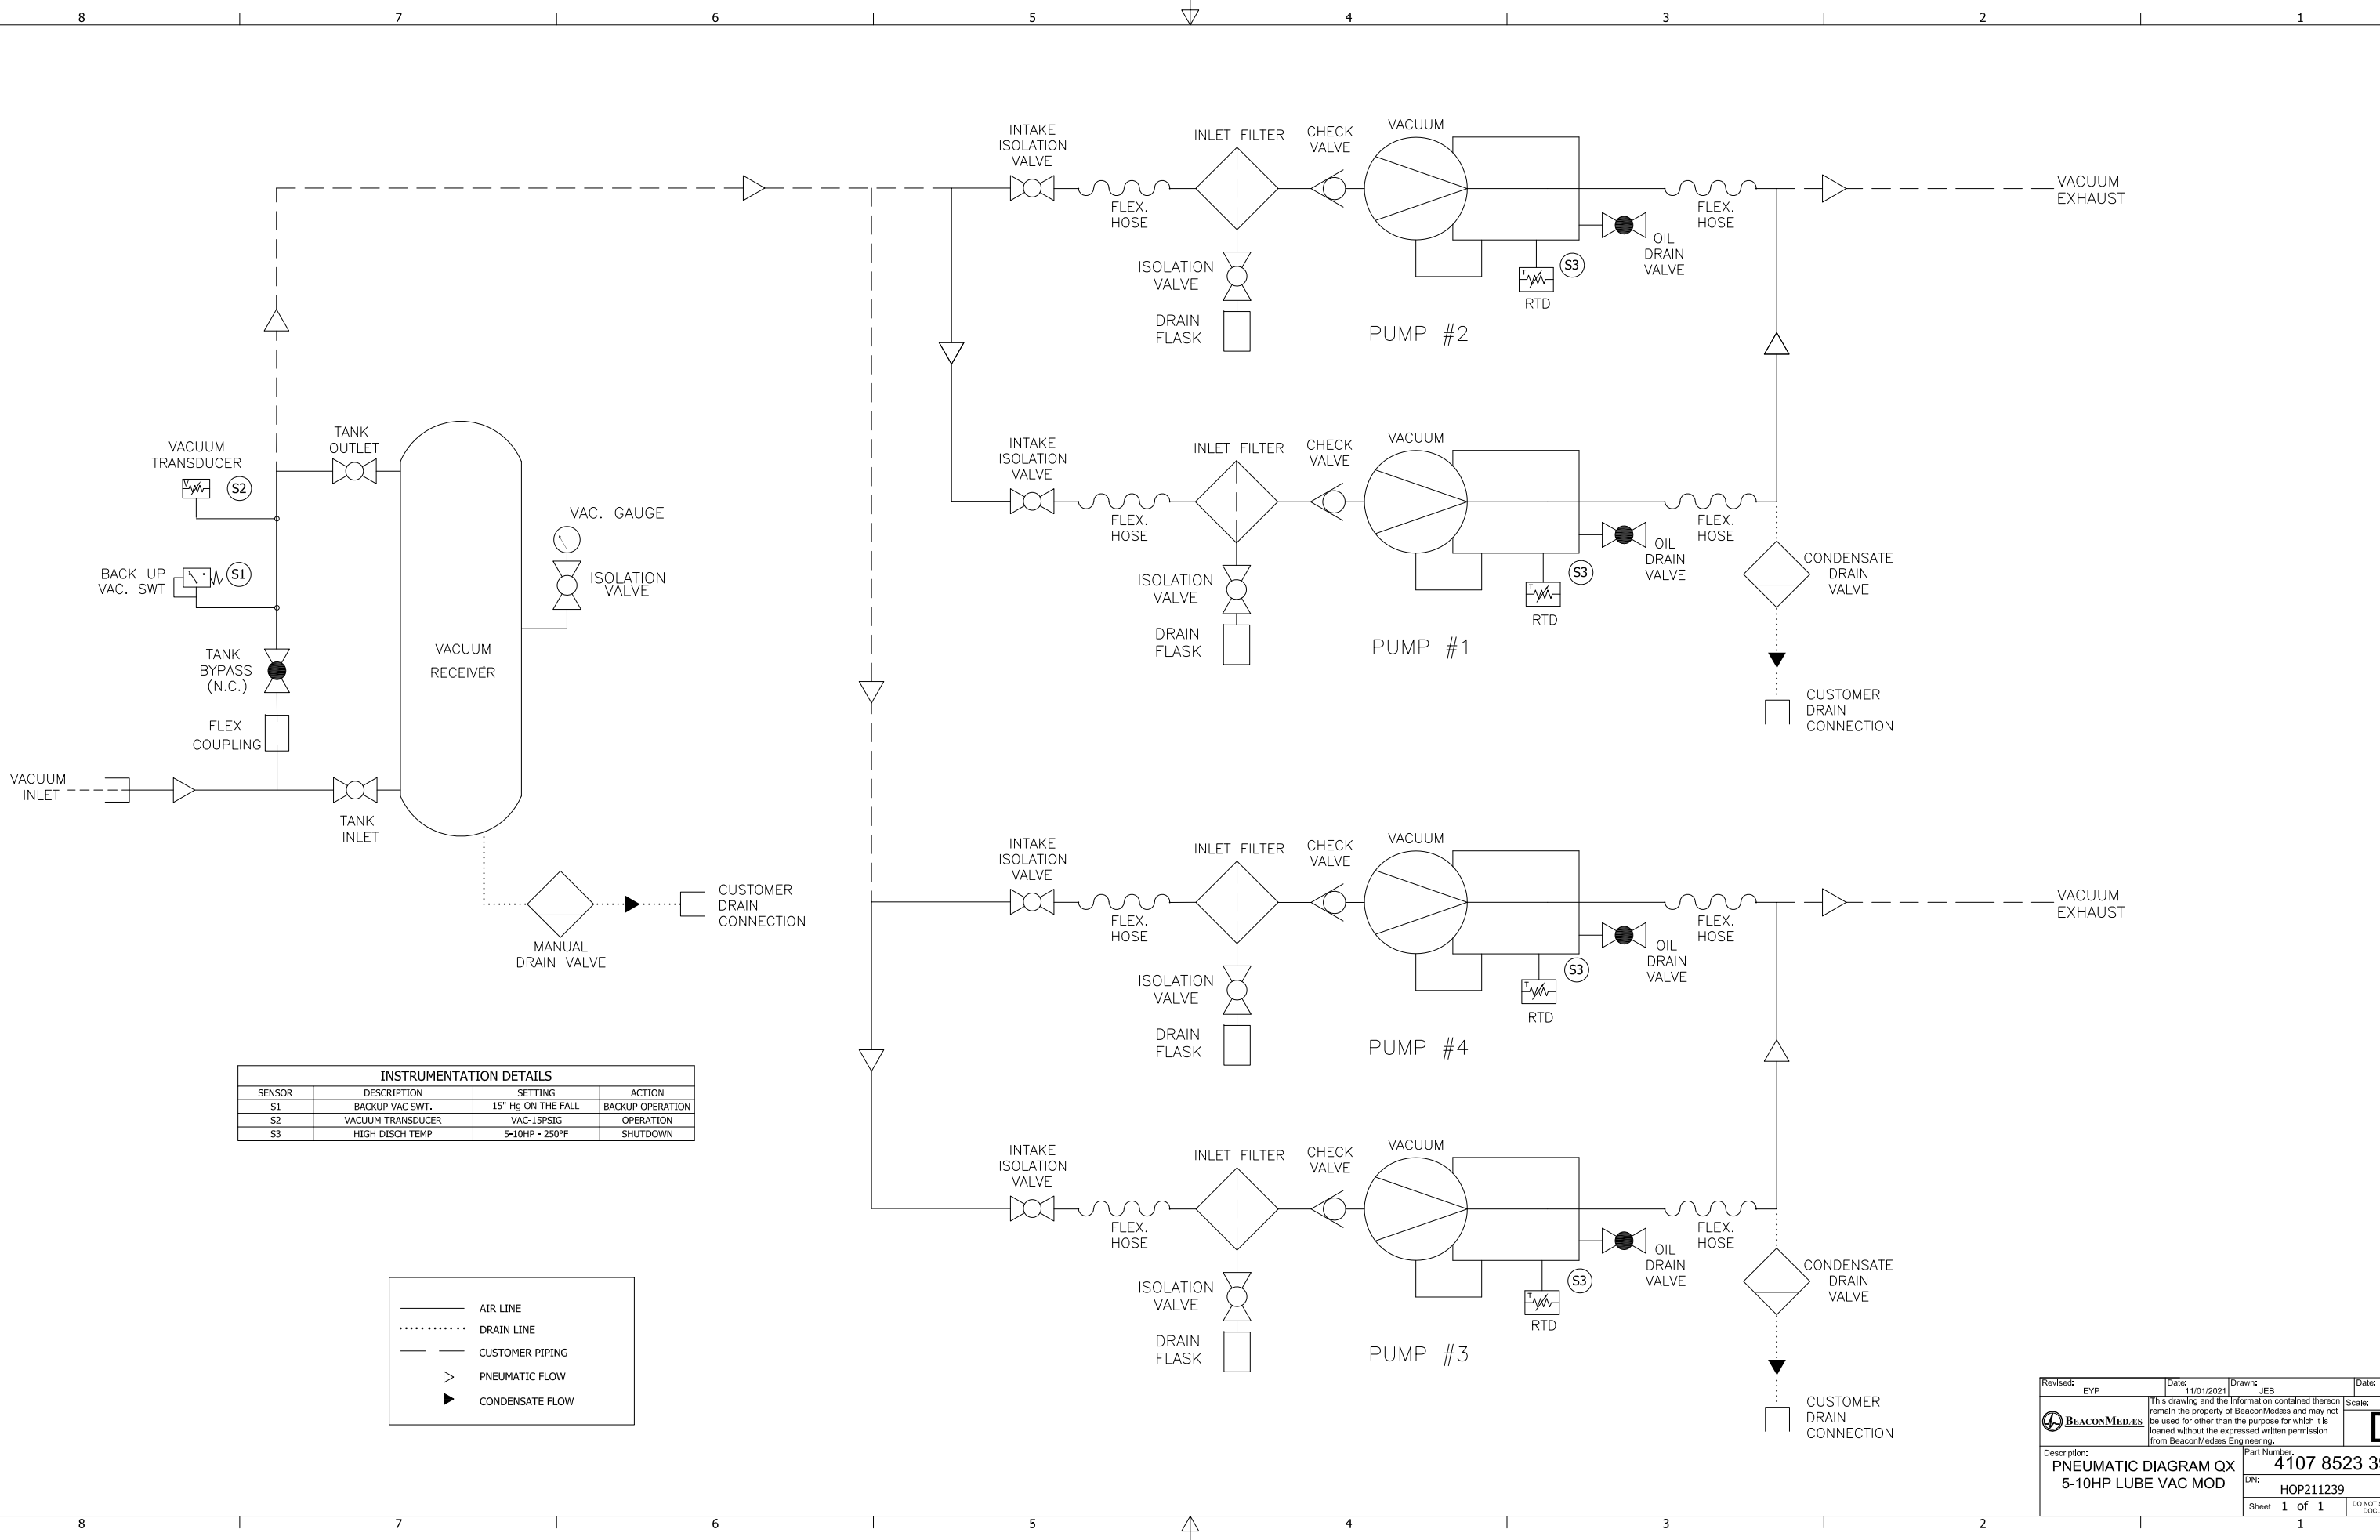 8 7 6 5 4 3 2 1
INTAKE
ISOLATION
VALVE
FLEX.
HOSE
INLET FILTER
CHECK
VALVE
VACUUM
ISOLATION
VALVE
DRAIN
FLASK
S3
RTD
OIL
DRAIN
VALVE
FLEX.
HOSE
PUMP #2
VACUUM
EXHAUST
VACUUM
TRANSDUCER
V
S2
TANK
OUTLET
BACK UP
VAC. SWT
S1
TANK
BYPASS
(N.C.)
FLEX
COUPLING
VACUUM
INLET
TANK
INLET
VACUUM
RECEIVER
VAC. GAUGE
ISOLATION
VALVE
MANUAL
DRAIN VALVE
CUSTOMER
DRAIN
CONNECTION
INTAKE
ISOLATION
VALVE
FLEX.
HOSE
INLET FILTER
CHECK
VALVE
VACUUM
ISOLATION
VALVE
DRAIN
FLASK
T
S3
RTD
OIL
DRAIN
VALVE
FLEX.
HOSE
PUMP #1
CONDENSATE
DRAIN
VALVE
CUSTOMER
DRAIN
CONNECTION
INTAKE
ISOLATION
VALVE
FLEX.
HOSE
INLET FILTER
CHECK
VALVE
VACUUM
ISOLATION
VALVE
DRAIN
FLASK
T
S3
RTD
OIL
DRAIN
VALVE
FLEX.
HOSE
PUMP #4
VACUUM
EXHAUST
INTAKE
ISOLATION
VALVE
FLEX.
HOSE
INLET FILTER
CHECK
VALVE
VACUUM
ISOLATION
VALVE
DRAIN
FLASK
T
S3
RTD
OIL
DRAIN
VALVE
FLEX.
HOSE
PUMP #3
CONDENSATE
DRAIN
VALVE
CUSTOMER
DRAIN
CONNECTION
INSTRUMENTATION DETAILS
SENSOR DESCRIPTION SETTING ACTION
S1 BACKUP VAC SWT. 15" Hg ON THE FALL BACKUP OPERATION
S2 VACUUM TRANSDUCER VAC-15PSIG OPERATION
S3 HIGH DISCH TEMP 5-10HP - 250°F SHUTDOWN
AIR LINE
DRAIN LINE
CUSTOMER PIPING
PNEUMATIC FLOW
CONDENSATE FLOW
Revised: EYP Date: 11/01/2021 Drawn: JEB Date:
BEACONMEDÆS
This drawing and the information contained thereon
remain the property of BeaconMedæs and may not
be used for other than the purpose for which it is
loaned without the expressed written permission
from BeaconMedæs Engineering.
Scale:
Description:
PNEUMATIC DIAGRAM QX
5-10HP LUBE VAC MOD
Part Number:
4107 8523
DN:
HOP211239
Sheet 1 of 1
DO NOT
8 7 6 5 4 3 2 1